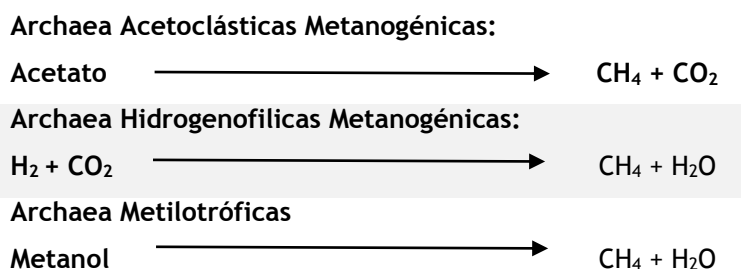 Archaea Acetoclásticas Metanogénicas:
Acetato CH₄ + CO₂
Archaea Hidrogenofilicas Metanogénicas:
H₂ + CO₂ CH₄ + H₂O
Archaea Metilotróficas
Metanol CH₄ + H₂O